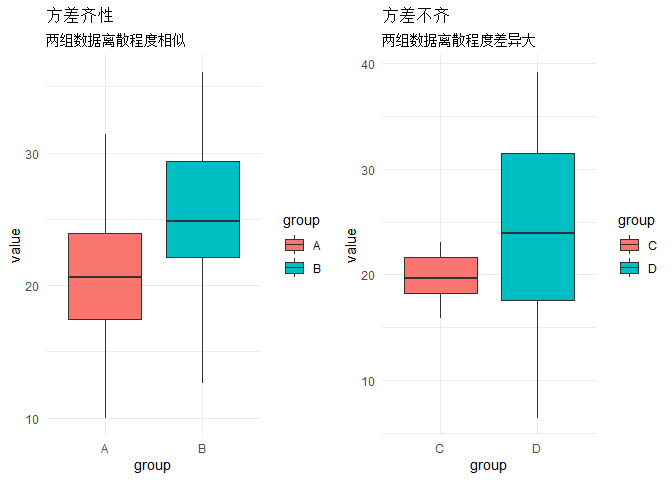 方差齐性
两组数据离散程度相似
value
30
20
10
A
B
group
group
A
B
方差不齐
两组数据离散程度差异大
value
40
30
20
10
C
D
group
group
C
D